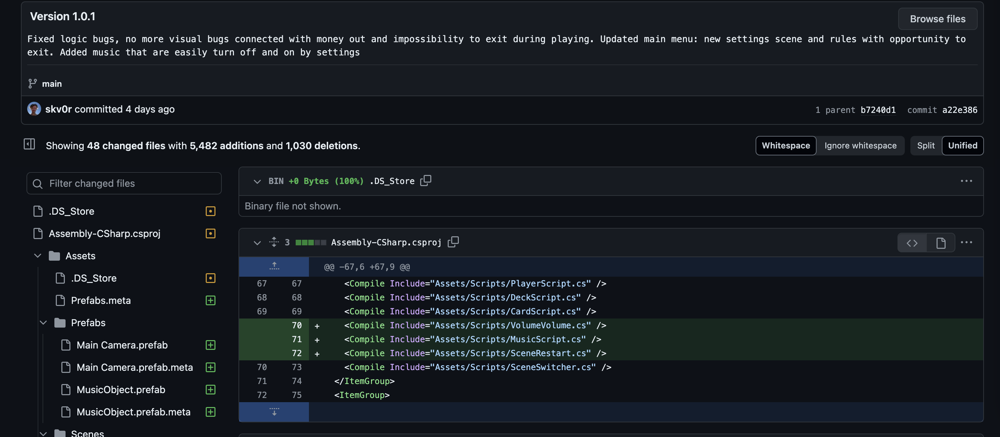 Version 1.0.1
Browse files
Fixed logic bugs, no more visual bugs connected with money out and impossibility to exit during playing. Updated main menu: new settings scene and rules with opportunity to
exit. Added music that are easily turn off and on by settings
main
skv0r committed 4 days ago
1 parent b7240d1 commit a22e386
Showing 48 changed files with 5,482 additions and 1,030 deletions.
Whitespace Ignore whitespace Split Unified
Filter changed files
.DS_Store
Assembly-CSharp.csproj
Assets
.DS_Store
Prefabs.meta
Prefabs
Main Camera.prefab
Main Camera.prefab.meta
MusicObject.prefab
MusicObject.prefab.meta
Scenes
BIN +0 Bytes (100%) .DS_Store
Binary file not shown.
3 Assembly-CSharp.csproj
@@ -67,6 +67,9 @@
67 67 <Compile Include="Assets/Scripts/PlayerScript.cs" />
68 68 <Compile Include="Assets/Scripts/DeckScript.cs" />
69 69 <Compile Include="Assets/Scripts/CardScript.cs" />
70 + <Compile Include="Assets/Scripts/VolumeVolume.cs" />
71 + <Compile Include="Assets/Scripts/MusicScript.cs" />
72 + <Compile Include="Assets/Scripts/SceneRestart.cs" />
70 73 <Compile Include="Assets/Scripts/SceneSwitcher.cs" />
71 74 </ItemGroup>
72 75 <ItemGroup>